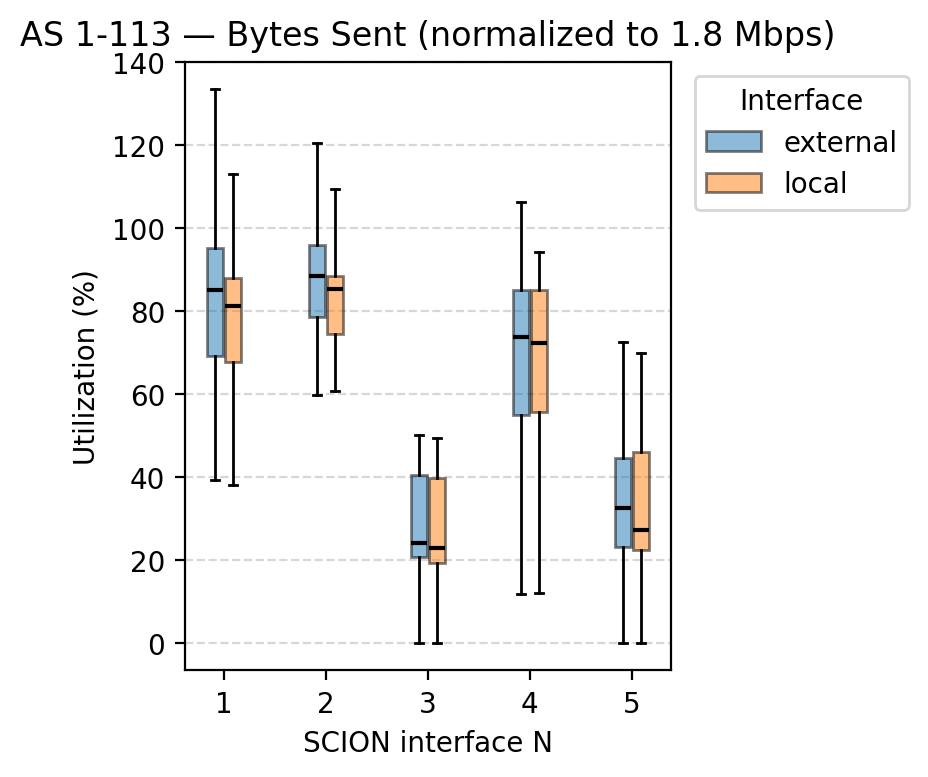 AS 1-113 — Bytes Sent (normalized to 1.8 Mbps)
140
120
100
80
60
40
20
0
Utilization (%)
1 2 3 4 5
SCION interface N
Interface
external
local